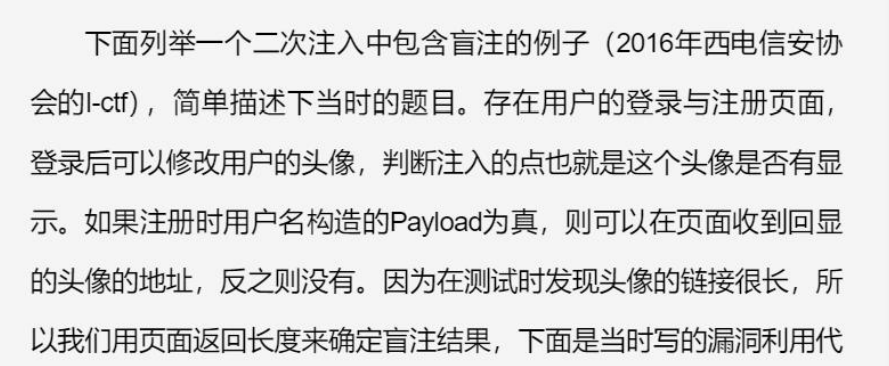 下面列举一个二次注入中包含盲注的例子（2016年西电信安协
会的I-ctf），简单描述下当时的题目。存在用户的登录与注册页面，
登录后可以修改用户的头像，判断注入的点也就是这个头像是否有显
示。如果注册时用户名构造的Payload为真，则可以在页面收到回显
的头像的地址，反之则没有。因为在测试时发现头像的链接很长，所
以我们用页面返回长度来确定盲注结果，下面是当时写的漏洞利用代